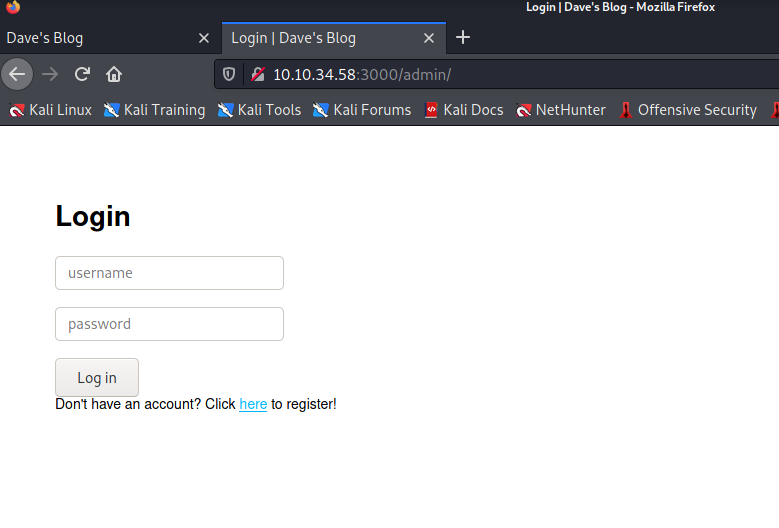 Login | Dave's Blog - Mozilla Firefox
Dave's Blog
Login | Dave's Blog
10.10.34.58:3000/admin/
Kali Linux Kali Training Kali Tools Kali Forums Kali Docs NetHunter Offensive Security
Login
username
password
Log in
Don't have an account? Click here to register!